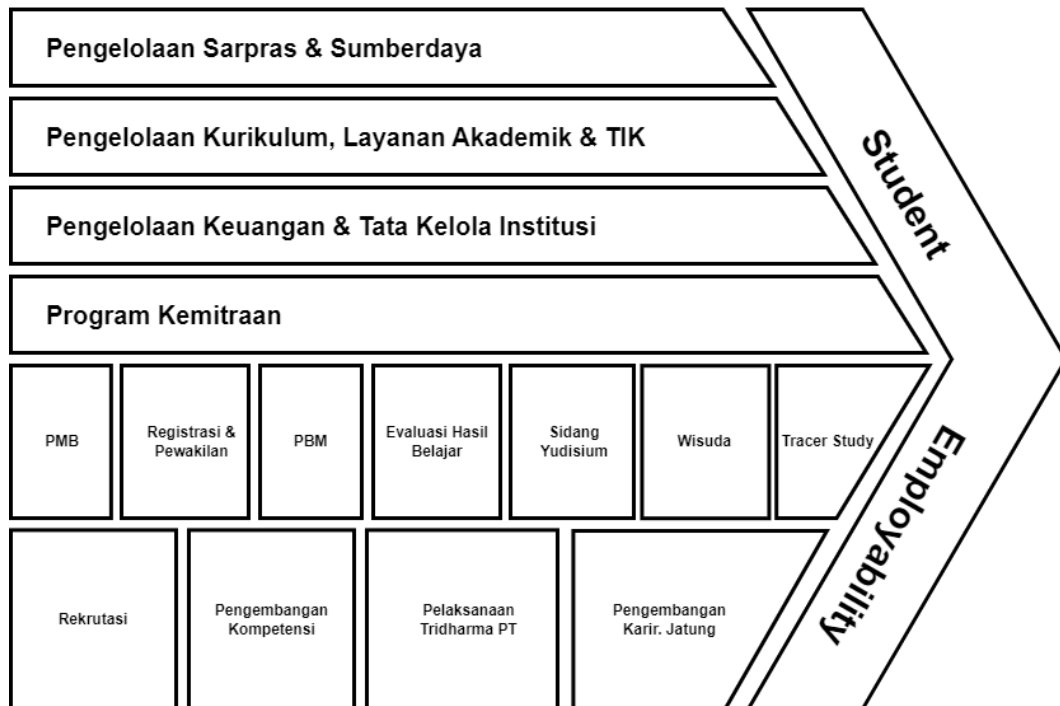 Pengelolaan Sarpras & Sumberdaya
Pengelolaan Kurikulum, Layanan Akademik & TIK
Pengelolaan Keuangan & Tata Kelola Institusi
Program Kemitraan
Student
PMB
Registrasi &
Pewakilan
PBM
Evaluasi Hasil
Belajar
Sidang
Yudisium
Wisuda
Tracer Study
Employability
Rekrutasi
Pengembangan
Kompetensi
Pelaksanaan
Tridharma PT
Pengembangan
Karir. Jatung